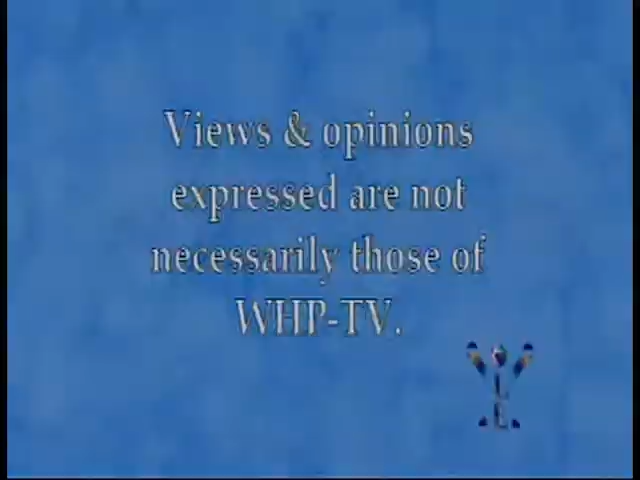 Views & opinions
expressed are not
necessarily those of
WHP-TV.